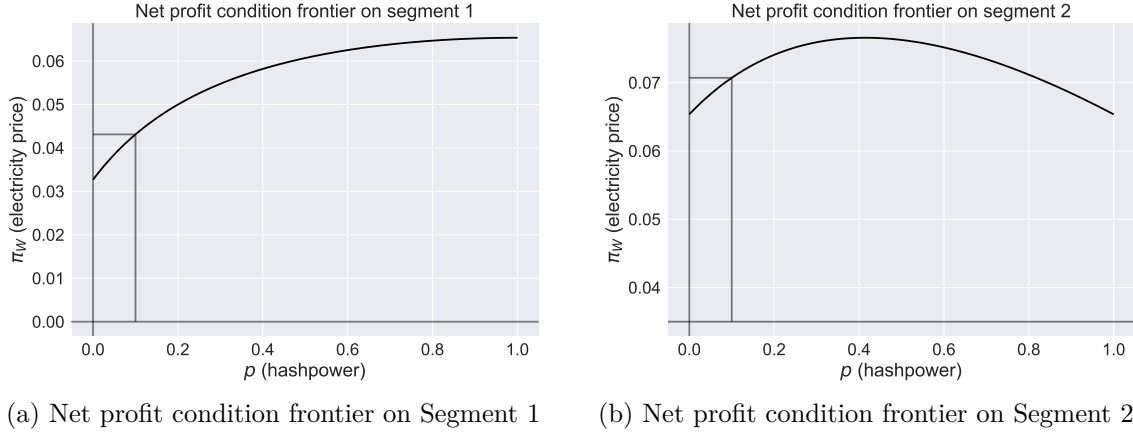 Net profit condition frontier on segment 1
π_W (electricity price)
0.06
0.05
0.04
0.03
0.02
0.01
0.00
0.0 0.2 0.4 0.6 0.8 1.0
p (hashpower)
(a) Net profit condition frontier on Segment 1
Net profit condition frontier on segment 2
π_W (electricity price)
0.07
0.06
0.05
0.04
0.0 0.2 0.4 0.6 0.8 1.0
p (hashpower)
(b) Net profit condition frontier on Segment 2